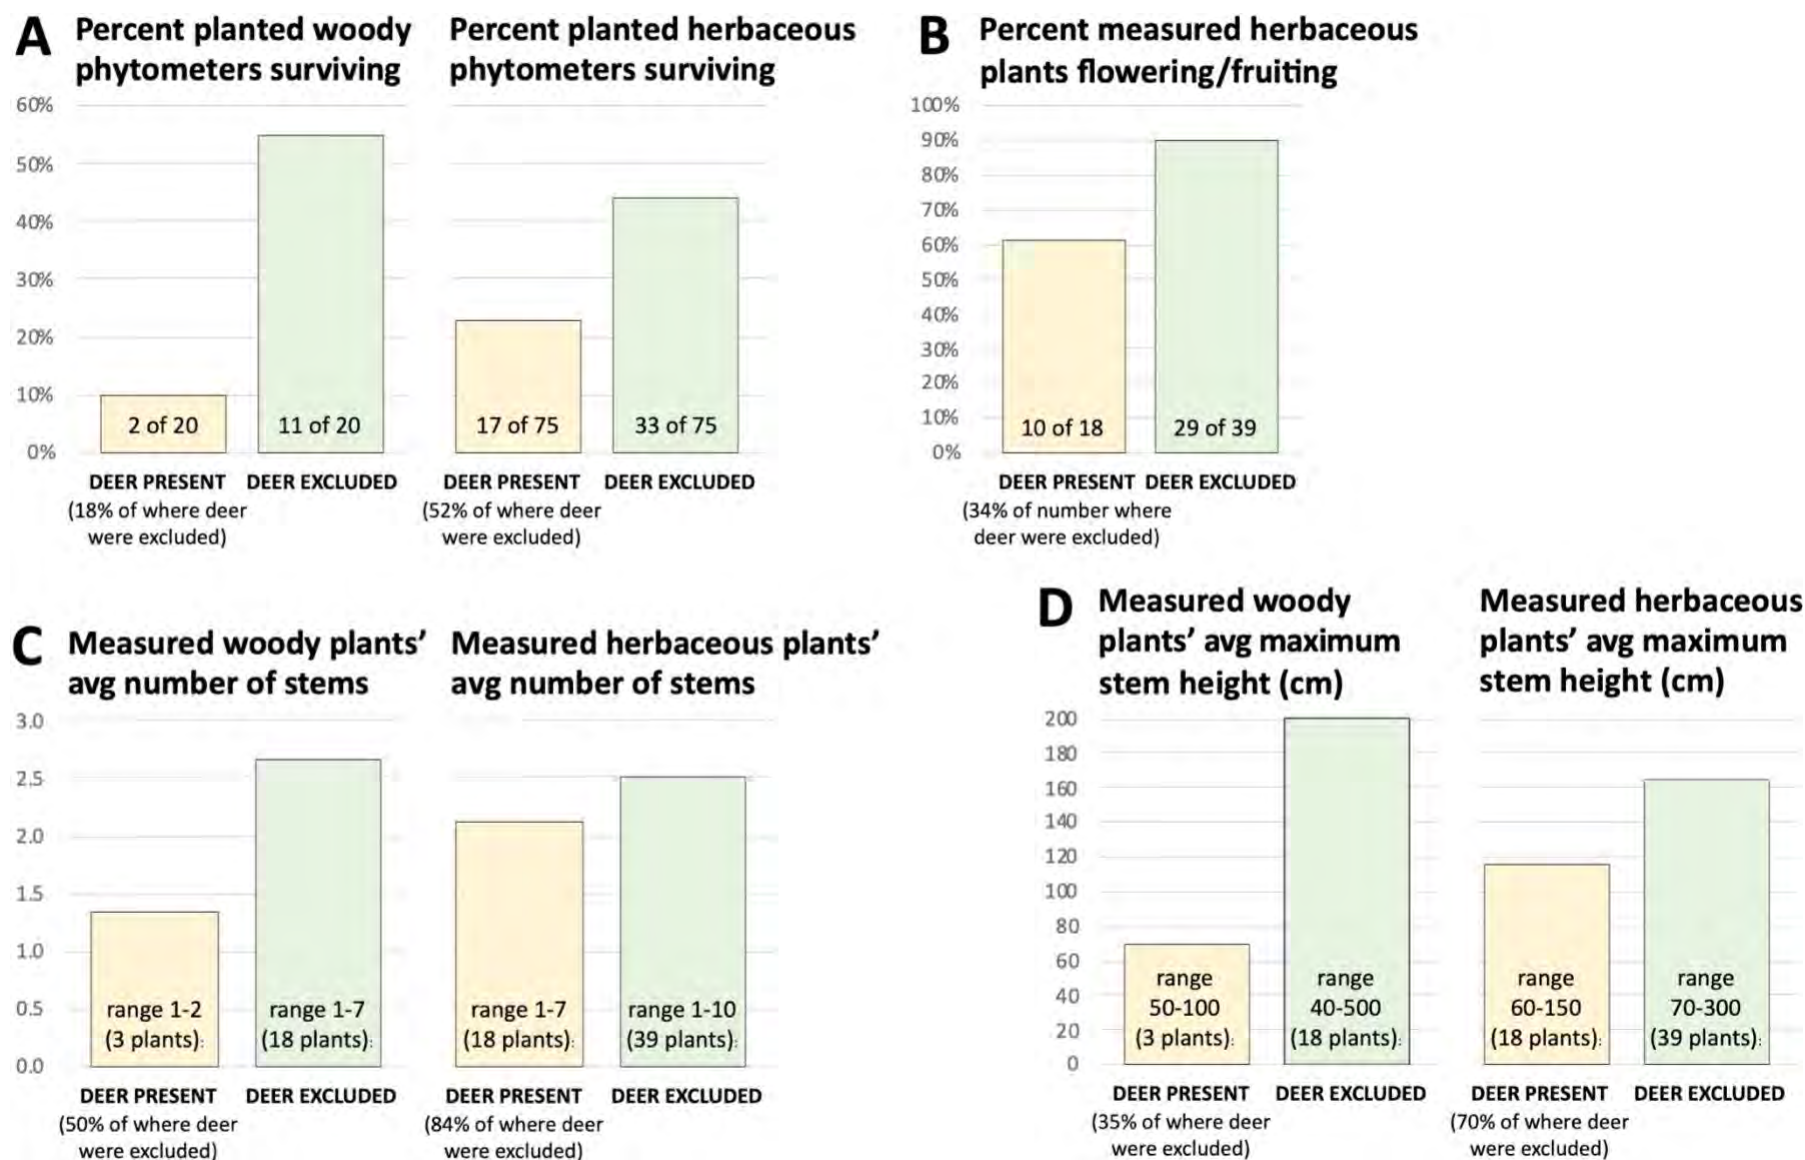 A
Percent planted woody
phytometers surviving
Percent planted herbaceous
phytometers surviving
60%
50%
40%
30%
20%
10%
0%
2 of 20
11 of 20
17 of 75
33 of 75
DEER PRESENT
(18% of where deer
were excluded)
DEER EXCLUDED
DEER PRESENT
(52% of where deer
were excluded)
DEER EXCLUDED
B
Percent measured herbaceous
plants flowering/fruiting
100%
90%
80%
70%
60%
50%
40%
30%
20%
10%
0%
10 of 18
29 of 39
DEER PRESENT
(34% of number where
deer were excluded)
DEER EXCLUDED
C
Measured woody plants’
avg number of stems
Measured herbaceous plants’
avg number of stems
3.0
2.5
2.0
1.5
1.0
0.5
0.0
range 1-2
(3 plants)
range 1-7
(18 plants)
range 1-7
(18 plants)
range 1-10
(39 plants)
DEER PRESENT
(50% of where deer
were excluded)
DEER EXCLUDED
DEER PRESENT
(84% of where deer
were excluded)
DEER EXCLUDED
D
Measured woody
plants’ avg maximum
stem height (cm)
Measured herbaceous
plants’ avg maximum
stem height (cm)
200
180
160
140
120
100
80
60
40
20
0
range
50-100
(3 plants)
range
40-500
(18 plants)
range
60-150
(18 plants)
range
70-300
(39 plants)
DEER PRESENT
(35% of where deer
were excluded)
DEER EXCLUDED
DEER PRESENT
(70% of where deer
were excluded)
DEER EXCLUDED